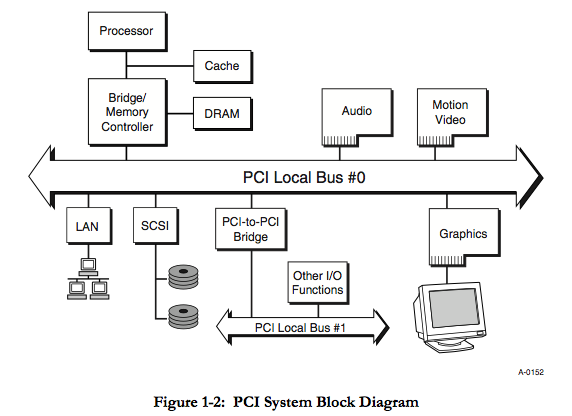 Processor
Cache
Bridge/
Memory
Controller
DRAM
Audio
Motion
Video
PCI Local Bus #0
LAN
SCSI
PCI-to-PCI
Bridge
Graphics
Other I/O
Functions
PCI Local Bus #1
A-0152
Figure 1-2: PCI System Block Diagram